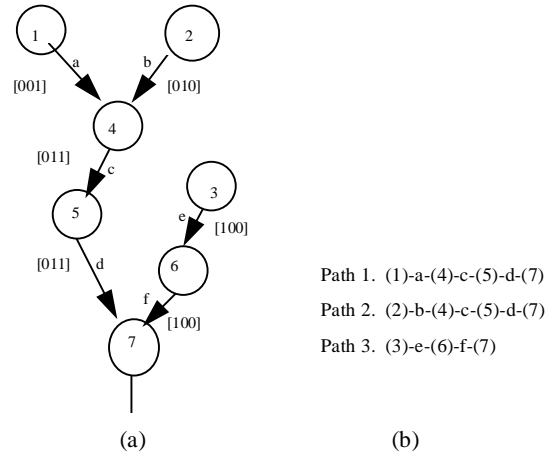 1
2
a
b
[001]
[010]
4
[011]
c
3
5
e
[100]
[011]
d
6
f
[100]
7
Path 1. (1)-a-(4)-c-(5)-d-(7)
Path 2. (2)-b-(4)-c-(5)-d-(7)
Path 3. (3)-e-(6)-f-(7)
(a)
(b)